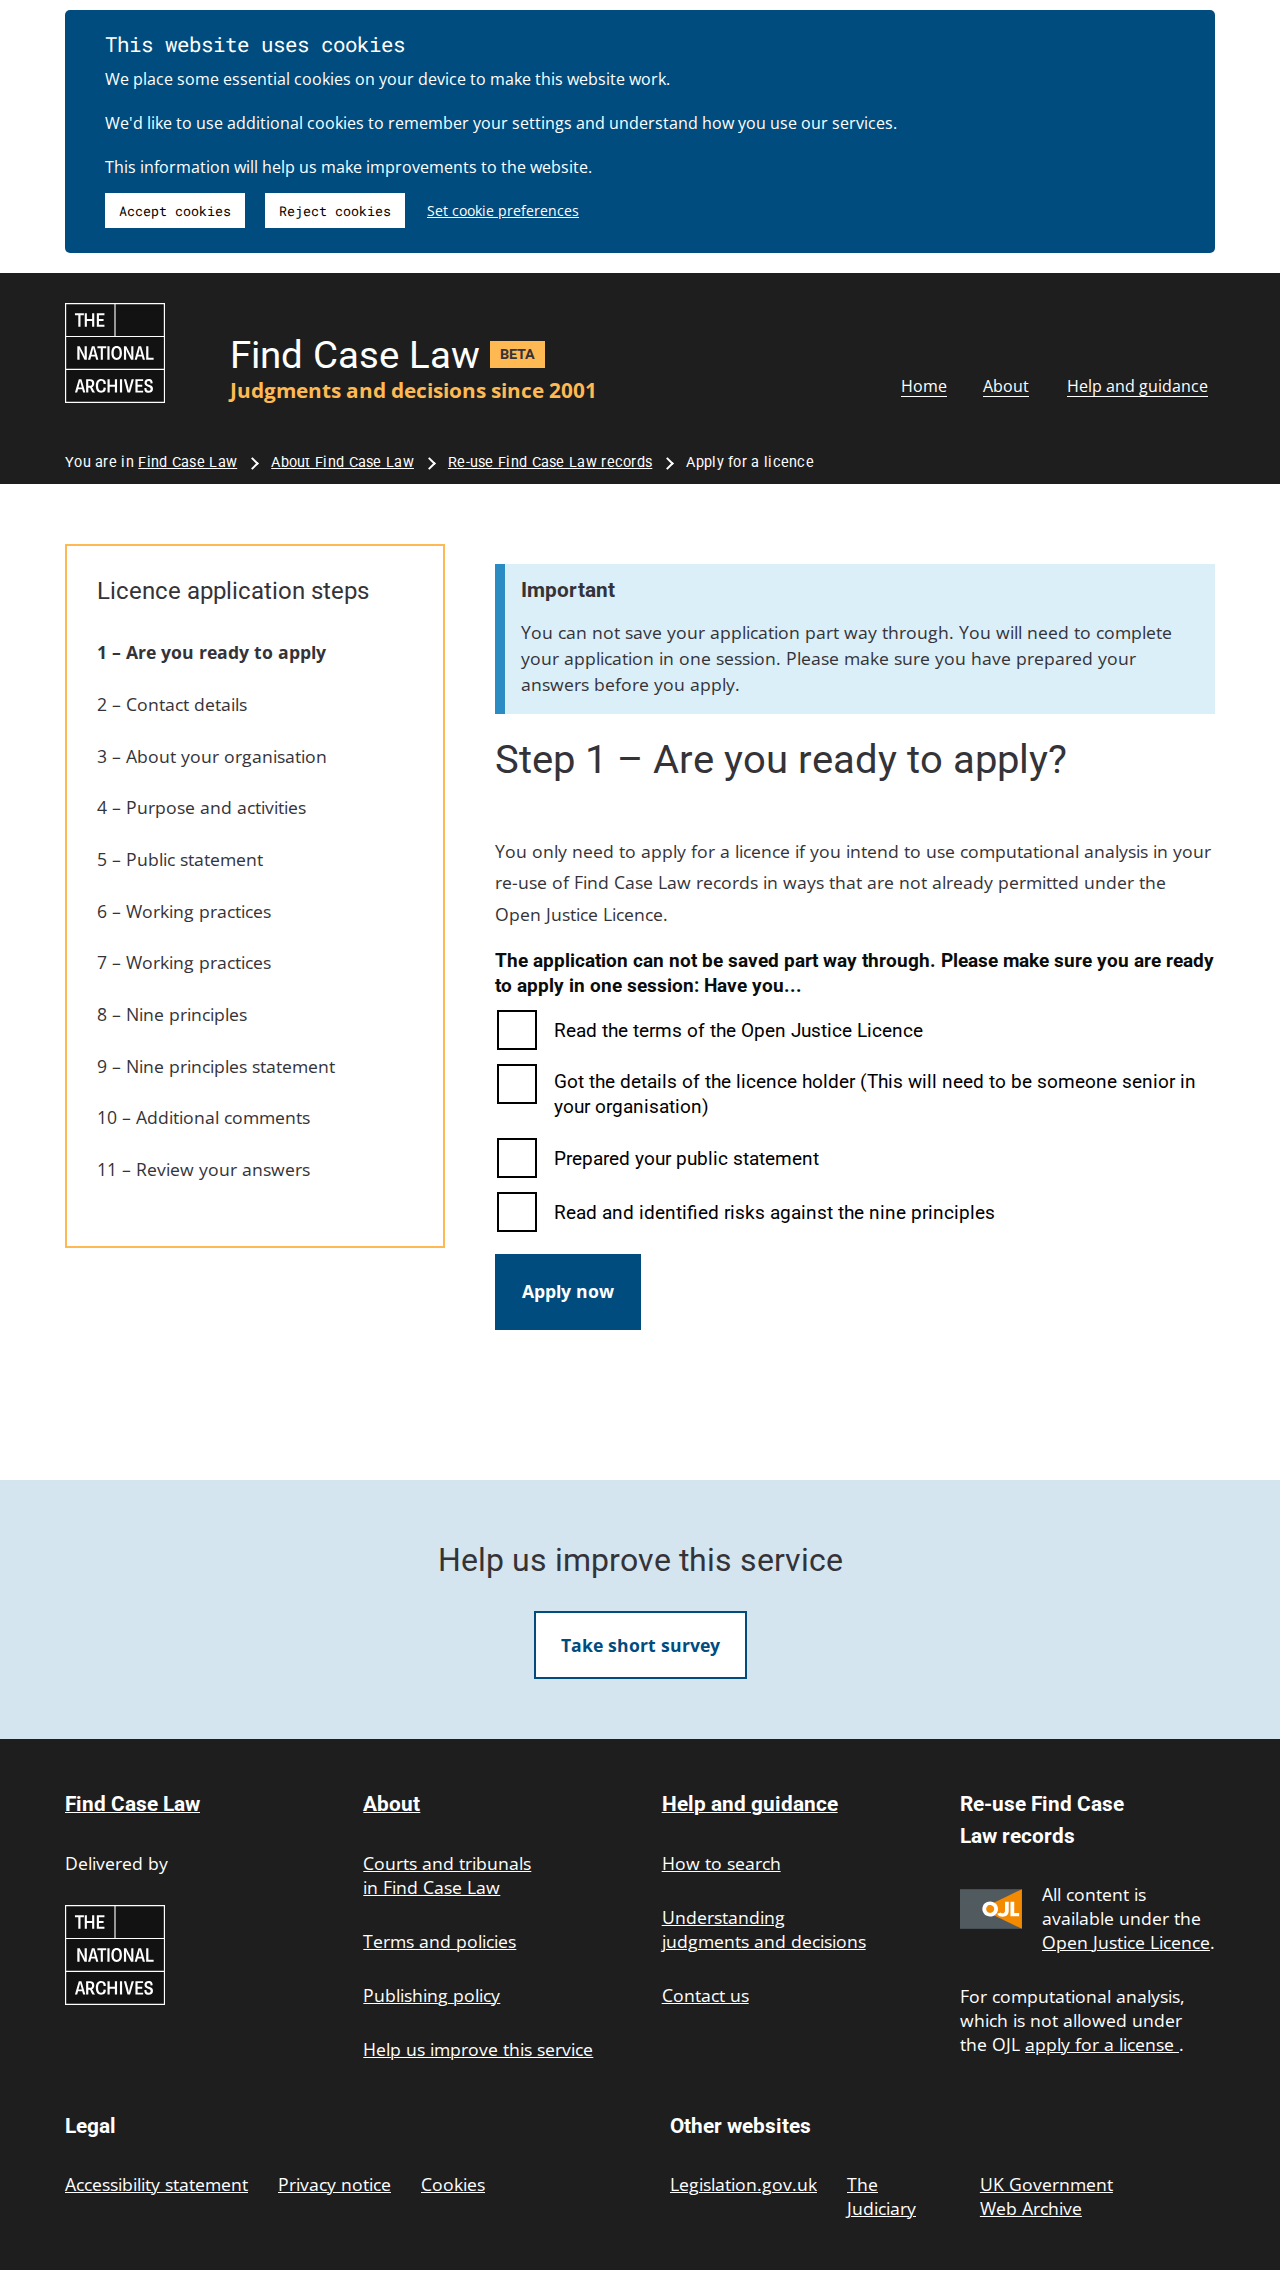 This website uses cookies
We place some essential cookies on your device to make this website work.
We'd like to use additional cookies to remember your settings and understand how you use our services.
This information will help us make improvements to the website.
Accept cookies Reject cookies Set cookie preferences
THE
NATIONAL
ARCHIVES
Find Case Law BETA
Judgments and decisions since 2001
Home About Help and guidance
You are in Find Case Law > About Find Case Law > Re-use Find Case Law records > Apply for a licence
Licence application steps
1 – Are you ready to apply
2 – Contact details
3 – About your organisation
4 – Purpose and activities
5 – Public statement
6 – Working practices
7 – Working practices
8 – Nine principles
9 – Nine principles statement
10 – Additional comments
11 – Review your answers
Important
You can not save your application part way through. You will need to complete
your application in one session. Please make sure you have prepared your
answers before you apply.
Step 1 – Are you ready to apply?
You only need to apply for a licence if you intend to use computational analysis in your
re-use of Find Case Law records in ways that are not already permitted under the
Open Justice Licence.
The application can not be saved part way through. Please make sure you are ready
to apply in one session: Have you...
Read the terms of the Open Justice Licence
Got the details of the licence holder (This will need to be someone senior in
your organisation)
Prepared your public statement
Read and identified risks against the nine principles
Apply now
Help us improve this service
Take short survey
Find Case Law
Delivered by
THE
NATIONAL
ARCHIVES
About
Courts and tribunals
in Find Case Law
Terms and policies
Publishing policy
Help us improve this service
Help and guidance
How to search
Understanding
judgments and decisions
Contact us
Re-use Find Case
Law records
OJL
All content is
available under the
Open Justice Licence.
For computational analysis,
which is not allowed under
the OJL apply for a license .
Legal
Accessibility statement Privacy notice Cookies
Other websites
Legislation.gov.uk
The
Judiciary
UK Government
Web Archive